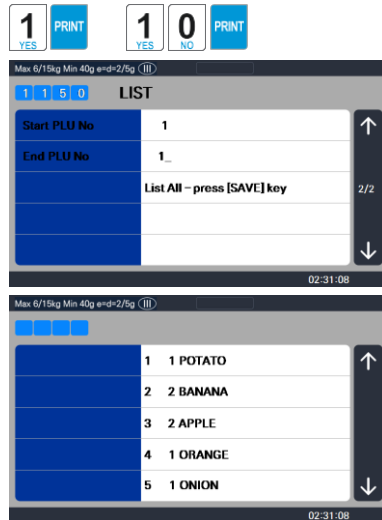 1 YES PRINT 1 YES 0 NO PRINT
Max 6/15kg Min 40g e=d=2/5g III
1 1 5 0 LIST
Start PLU No 1
End PLU No 1_
List All – press [SAVE] key
2/2
02:31:08
Max 6/15kg Min 40g e=d=2/5g III
1 1 POTATO
2 2 BANANA
3 2 APPLE
4 1 ORANGE
5 1 ONION
02:31:08